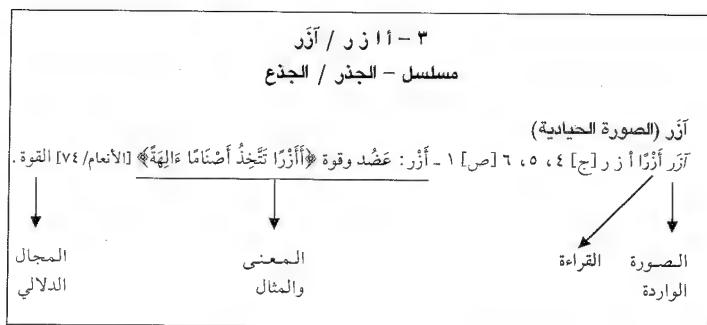 ٣ - أ ا ز ر / آزَر
مسلسل - الجذر / الجذع
آزَر (الصورة الحيادية)
آزَر أَزْرًا أ ز ر [ج] ٤، ٥، ٦ [ص] ١ - أَزْر: عَضُد وقوة ﴿أَأَزْرًا تَتَّخِذُ أَصْنَامًا ءَالِهَةً﴾ [الأنعام/ ٧٤] القوة.
الصورة القراءة المعنى المجال
الواردة والمثال الدلالي